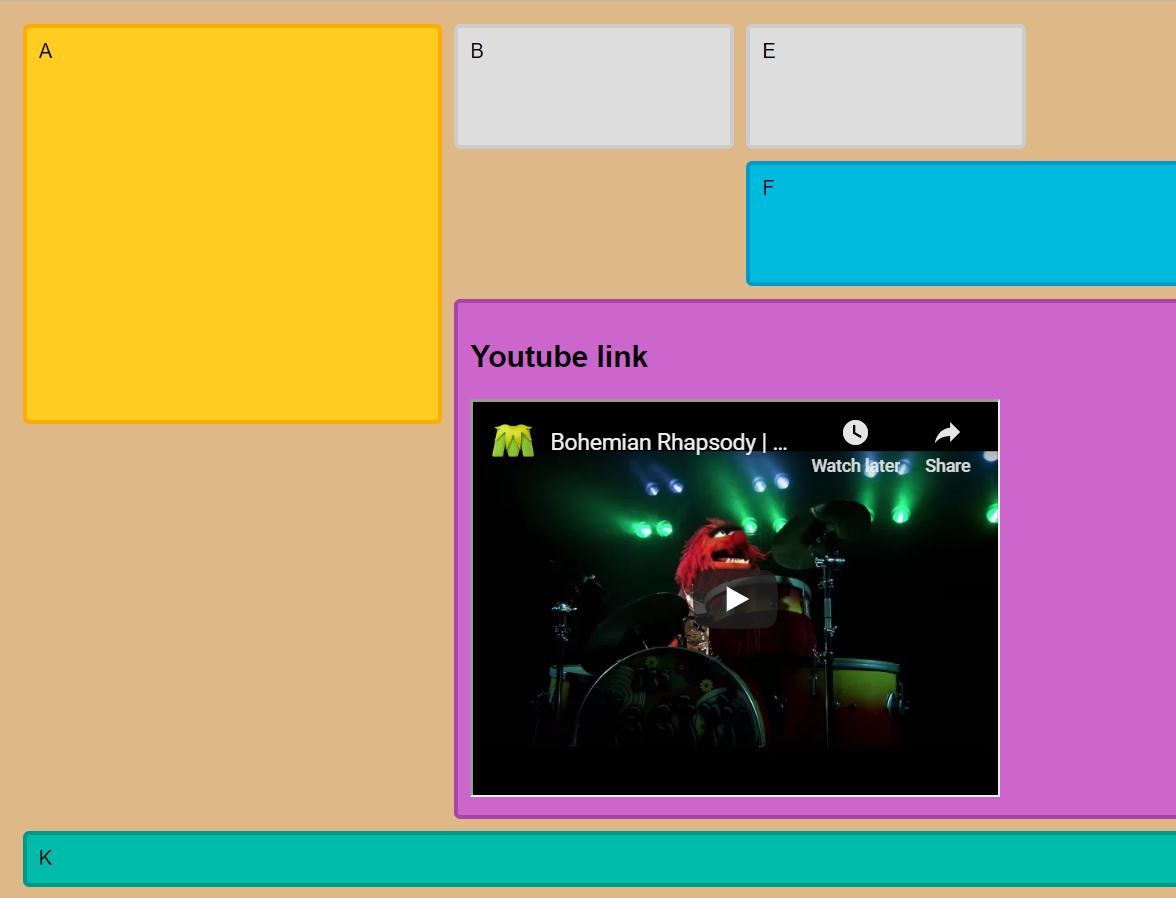 A
B
E
F
Youtube link
Bohemian Rhapsody | ...
Watch later
Share
K